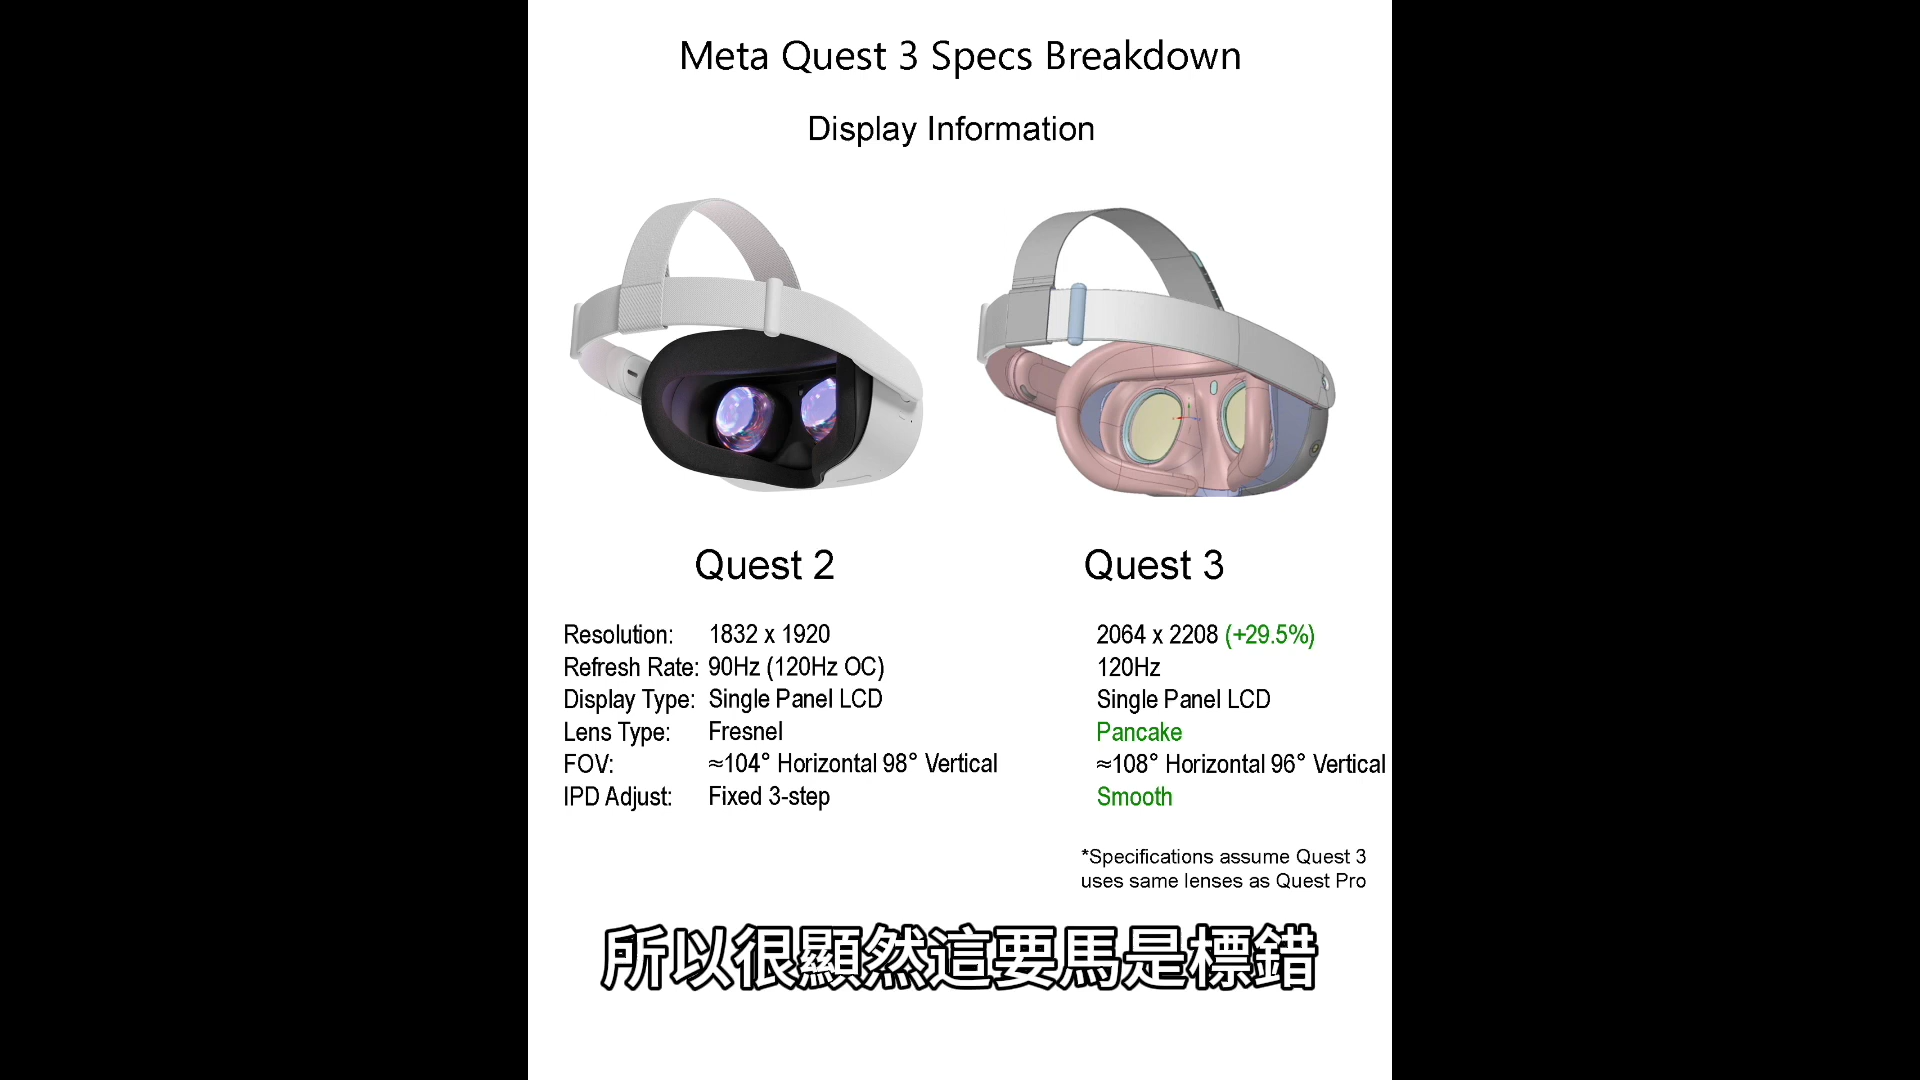 Meta Quest 3 Specs Breakdown
Display Information
Quest 2
Quest 3
Resolution: 1832 x 1920 2064 x 2208 (+29.5%)
Refresh Rate: 90Hz (120Hz OC) 120Hz
Display Type: Single Panel LCD Single Panel LCD
Lens Type: Fresnel Pancake
FOV: ≈104° Horizontal 98° Vertical ≈108° Horizontal 96° Vertical
IPD Adjust: Fixed 3-step Smooth
*Specifications assume Quest 3
uses same lenses as Quest Pro
所以很顯然這要馬是標錯